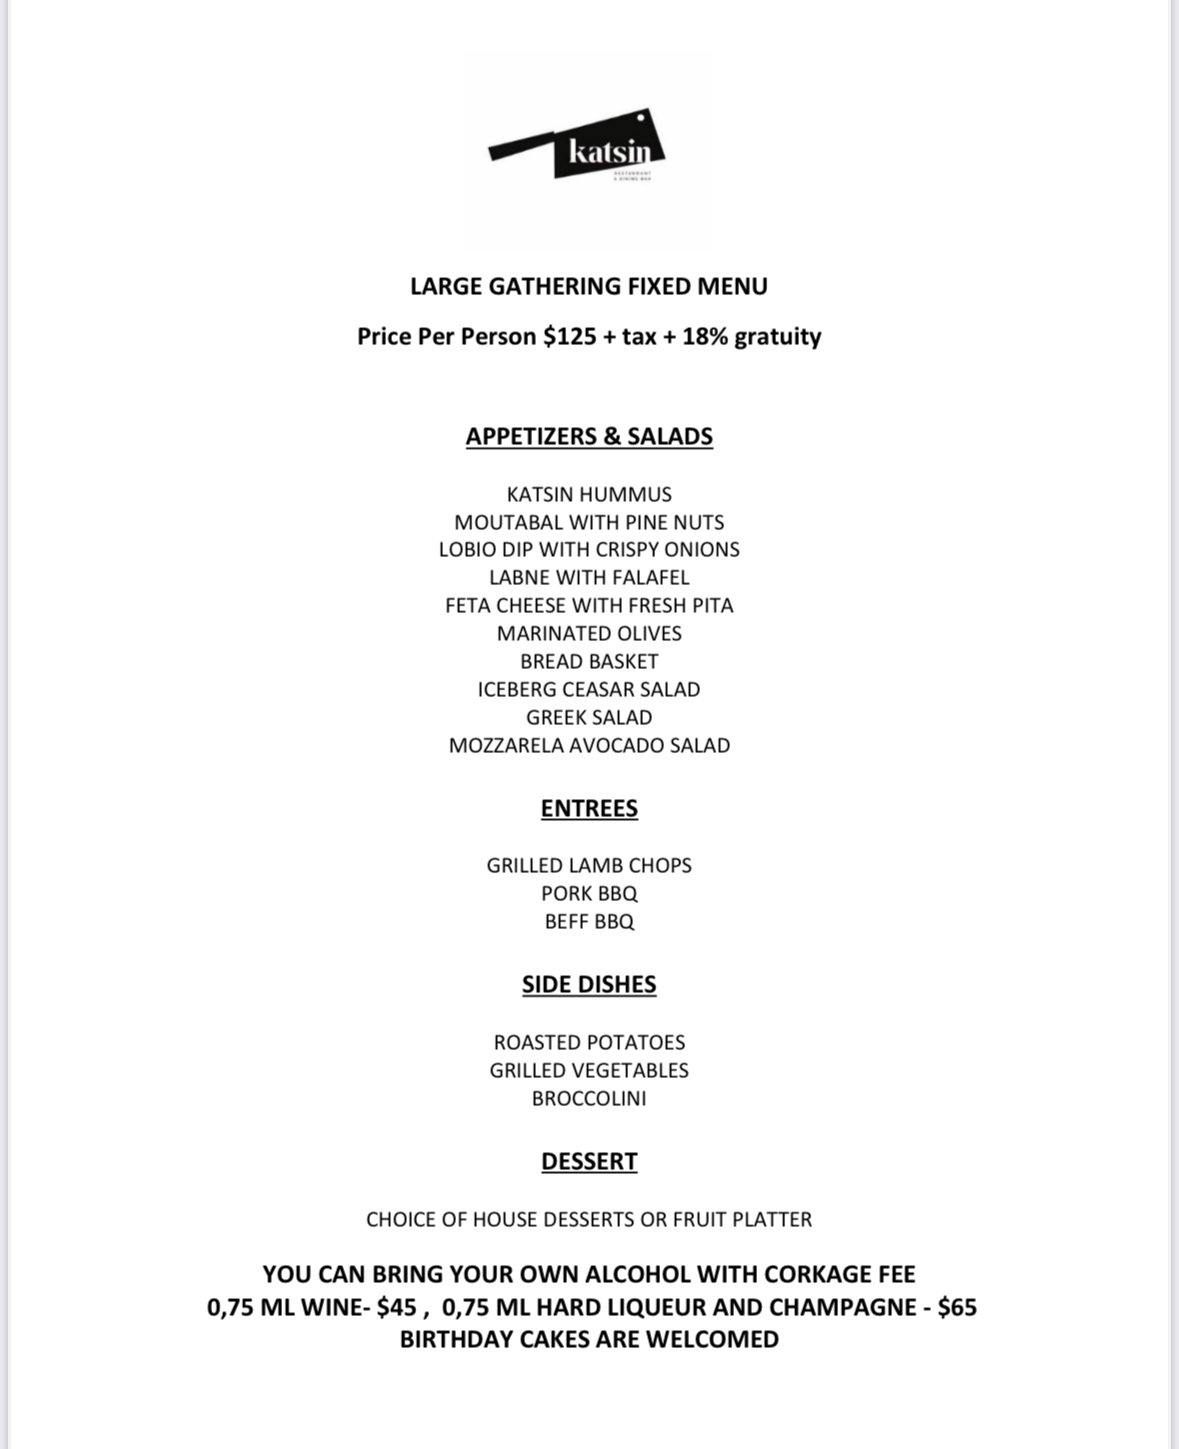 katsin
RESTAURANT
& DINING BAR
LARGE GATHERING FIXED MENU
Price Per Person $125 + tax + 18% gratuity
APPETIZERS & SALADS
KATSIN HUMMUS
MOUTABAL WITH PINE NUTS
LOBIO DIP WITH CRISPY ONIONS
LABNE WITH FALAFEL
FETA CHEESE WITH FRESH PITA
MARINATED OLIVES
BREAD BASKET
ICEBERG CEASAR SALAD
GREEK SALAD
MOZZARELA AVOCADO SALAD
ENTREES
GRILLED LAMB CHOPS
PORK BBQ
BEFF BBQ
SIDE DISHES
ROASTED POTATOES
GRILLED VEGETABLES
BROCCOLINI
DESSERT
CHOICE OF HOUSE DESSERTS OR FRUIT PLATTER
YOU CAN BRING YOUR OWN ALCOHOL WITH CORKAGE FEE
0,75 ML WINE- $45 , 0,75 ML HARD LIQUEUR AND CHAMPAGNE - $65
BIRTHDAY CAKES ARE WELCOMED